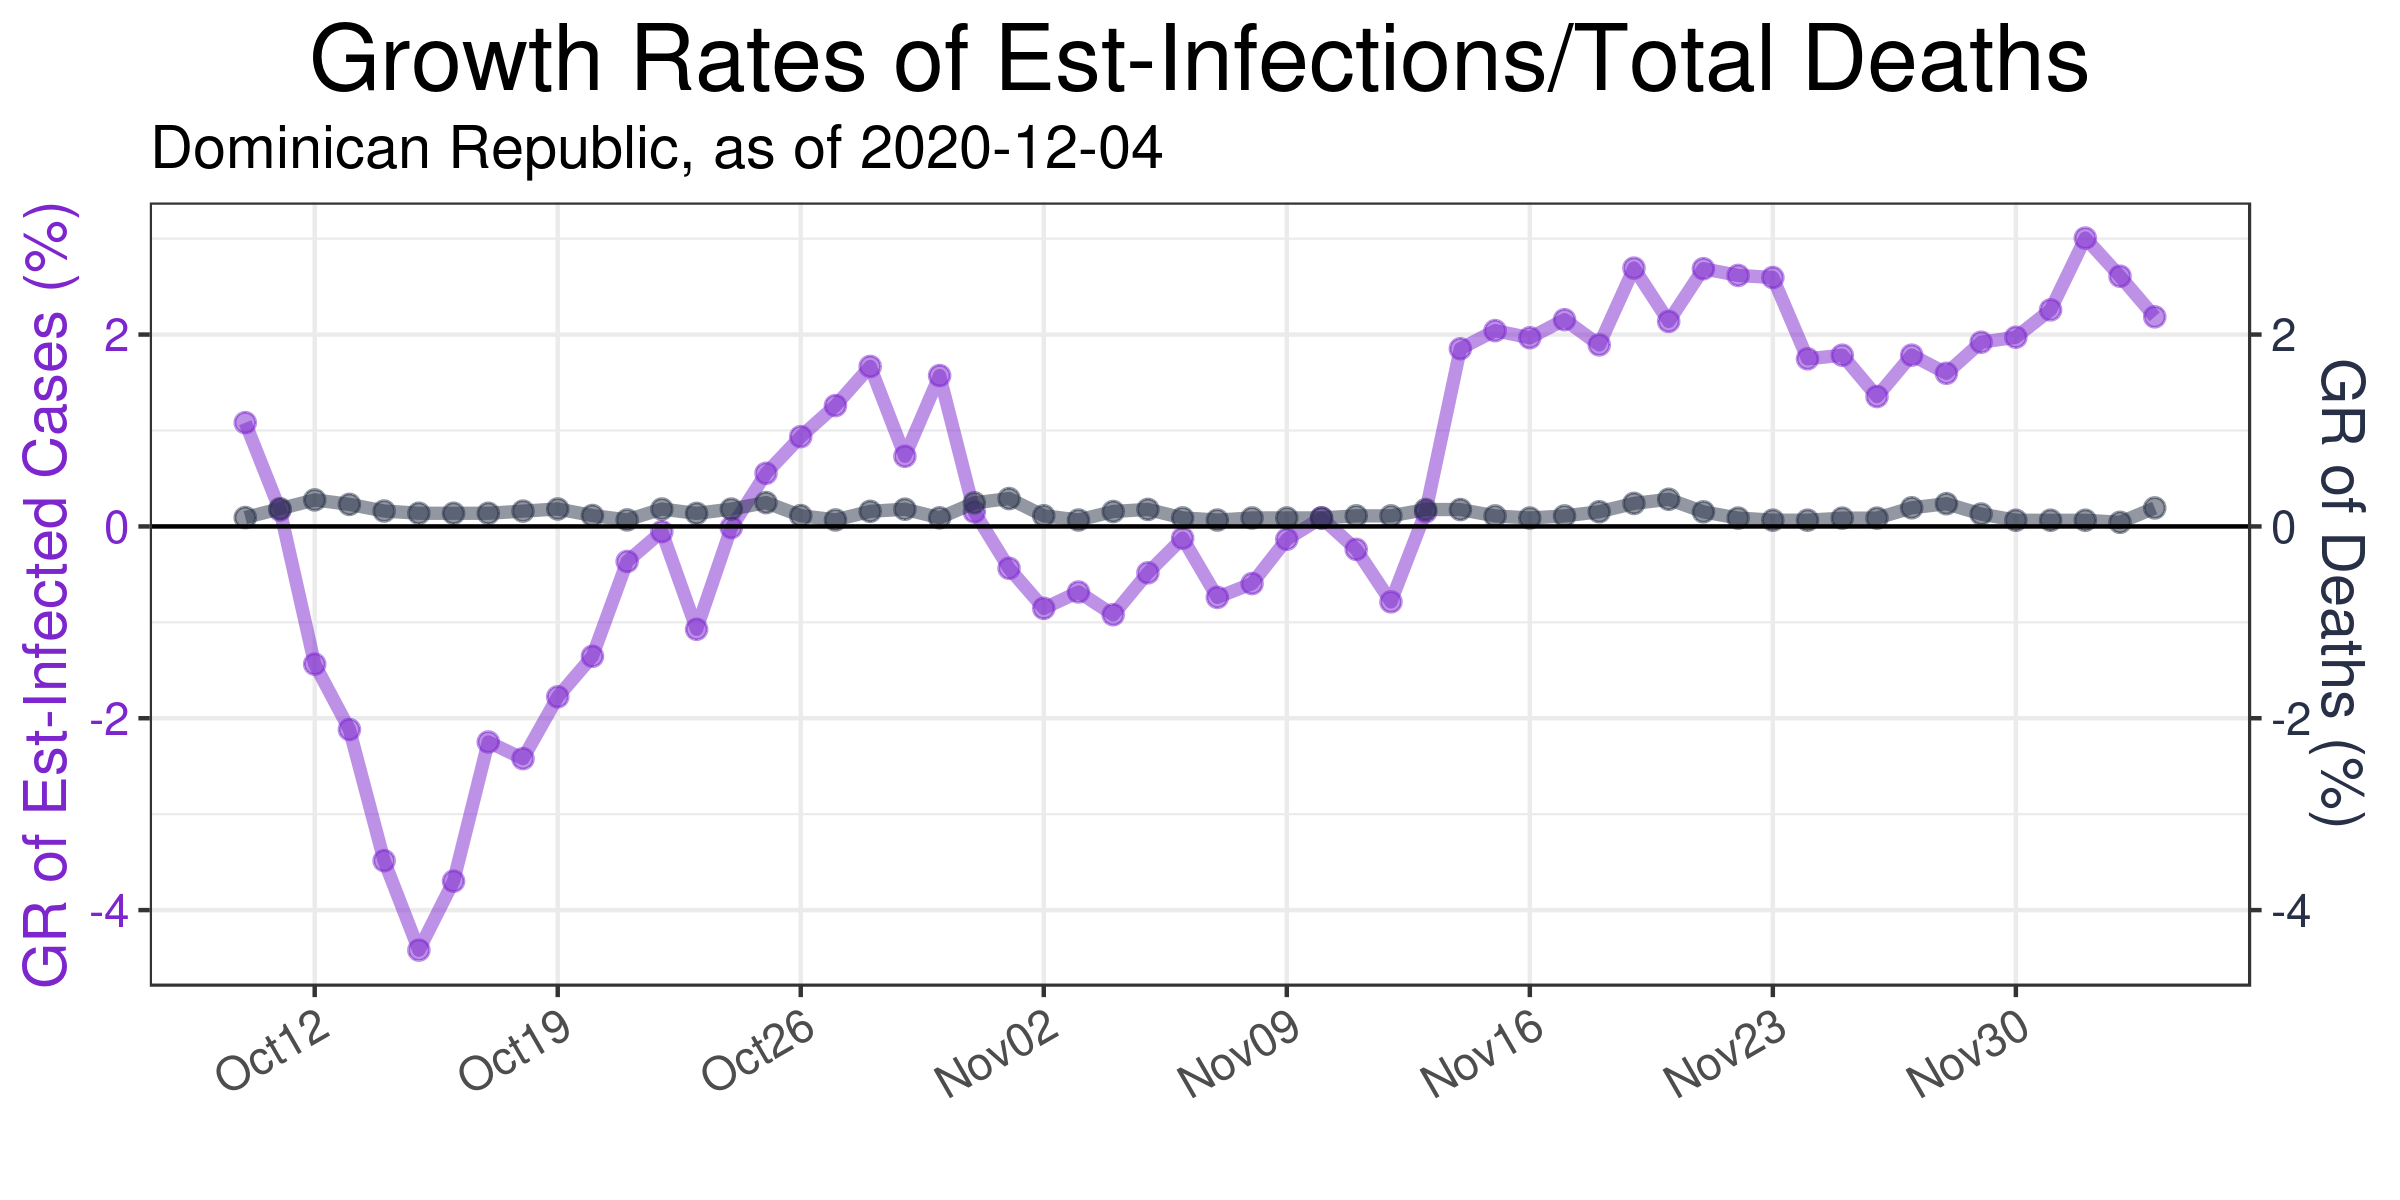 Growth Rates of Est-Infections/Total Deaths
Dominican Republic, as of 2020-12-04
GR of Est-Infected Cases (%)
2
0
-2
-4
2
0
-2
-4
GR of Deaths (%)
Oct12
Oct19
Oct26
Nov02
Nov09
Nov16
Nov23
Nov30